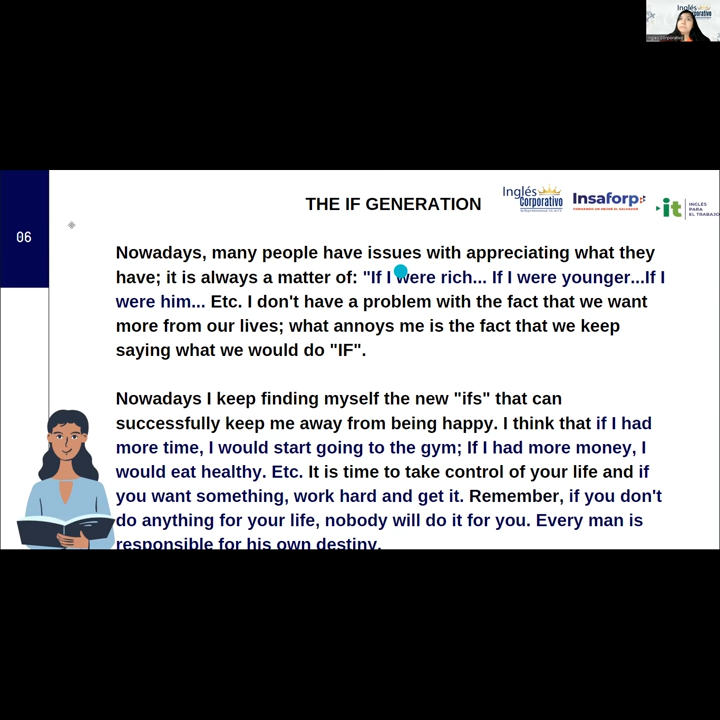 Inglés
Corporativo
06
THE IF GENERATION
Inglés
Corporativo
Insaforp
FORMANDO UN MEJOR EL SALVADOR
it
INGLÉS
PARA
EL TRABAJO
Nowadays, many people have issues with appreciating what they
have; it is always a matter of: "If I were rich... If I were younger...If I
were him... Etc. I don't have a problem with the fact that we want
more from our lives; what annoys me is the fact that we keep
saying what we would do "IF".
Nowadays I keep finding myself the new "ifs" that can
successfully keep me away from being happy. I think that if I had
more time, I would start going to the gym; If I had more money, I
would eat healthy. Etc. It is time to take control of your life and if
you want something, work hard and get it. Remember, if you don't
do anything for your life, nobody will do it for you. Every man is
responsible for his own destiny.